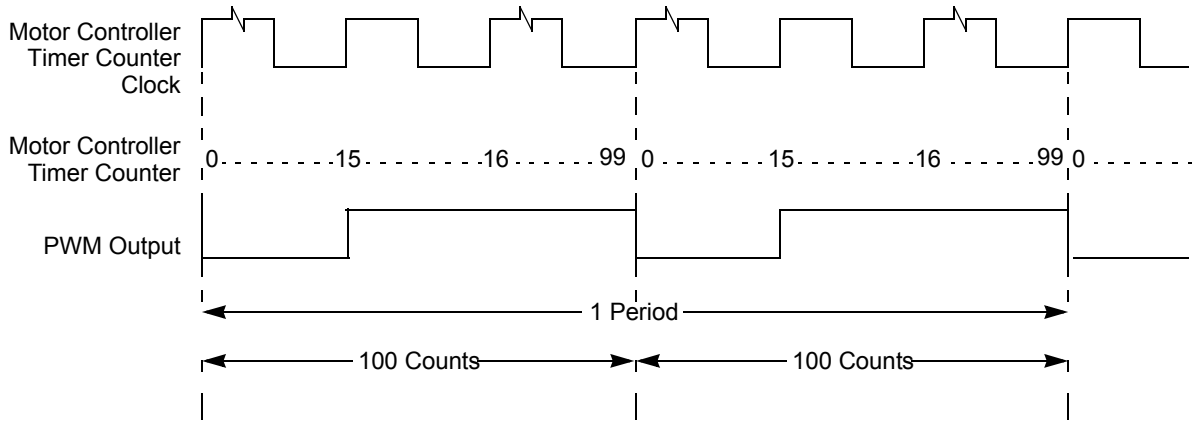 Motor Controller
Timer Counter
Clock
Motor Controller
Timer Counter
0 15 16 99 0 15 16 99 0
PWM Output
1 Period
100 Counts 100 Counts